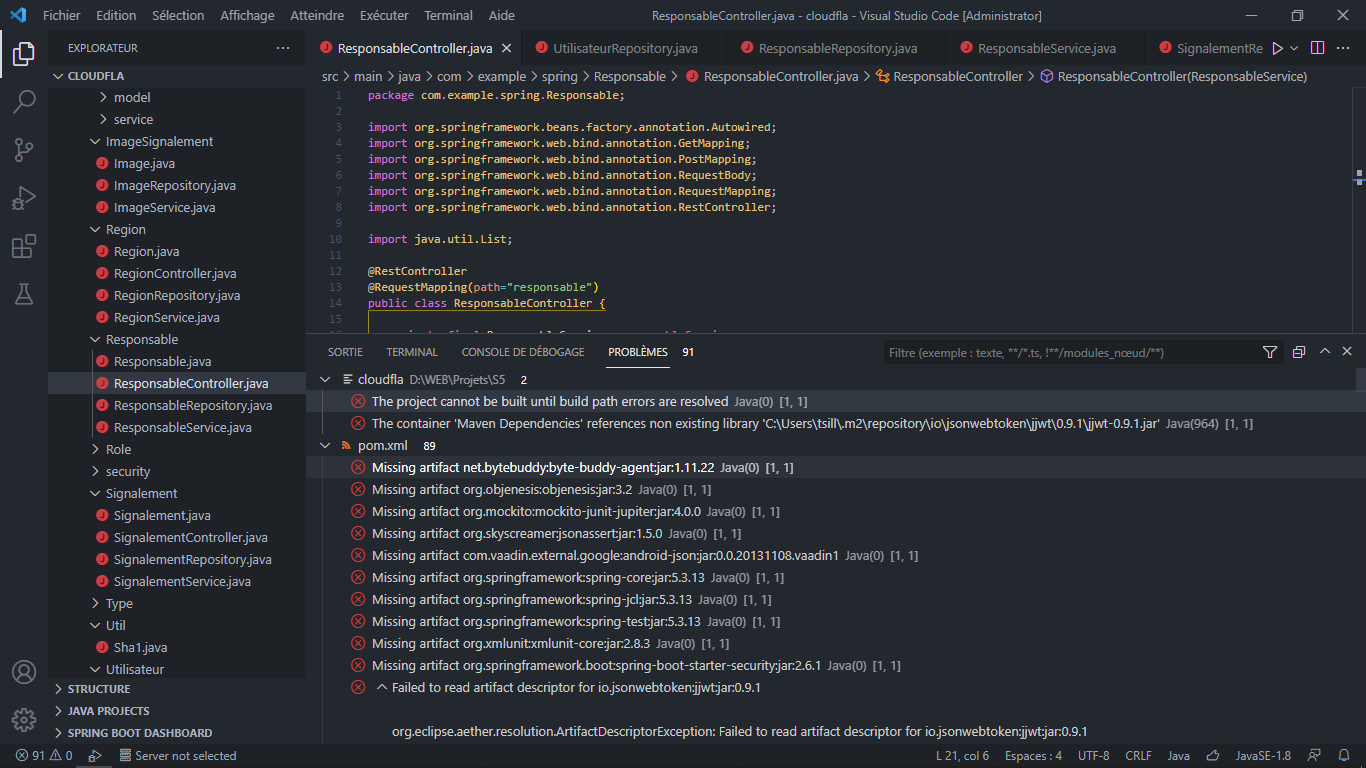 Fichier Edition Sélection Affichage Atteindre Exécuter Terminal Aide ResponsableController.java - cloudfla - Visual Studio Code [Administrator]
EXPLORATEUR
CLOUDFLA
model
service
ImageSignalement
Image.java
ImageRepository.java
ImageService.java
Region
Region.java
RegionController.java
RegionRepository.java
RegionService.java
Responsable
Responsable.java
ResponsableController.java
ResponsableRepository.java
ResponsableService.java
Role
security
Signalement
Signalement.java
SignalementController.java
SignalementRepository.java
SignalementService.java
Type
Util
Sha1.java
Utilisateur
STRUCTURE
JAVA PROJECTS
SPRING BOOT DASHBOARD
ResponsableController.java UtilisateurRepository.java ResponsableRepository.java ResponsableService.java SignalementRe
src > main > java > com > example > spring > Responsable > ResponsableController.java > ResponsableController > ResponsableController(ResponsableService)
1 package com.example.spring.Responsable;
2
3 import org.springframework.beans.factory.annotation.Autowired;
4 import org.springframework.web.bind.annotation.GetMapping;
5 import org.springframework.web.bind.annotation.PostMapping;
6 import org.springframework.web.bind.annotation.RequestBody;
7 import org.springframework.web.bind.annotation.RequestMapping;
8 import org.springframework.web.bind.annotation.RestController;
9
10 import java.util.List;
11
12 @RestController
13 @RequestMapping(path="responsable")
14 public class ResponsableController {
15
SORTIE TERMINAL CONSOLE DE DÉBOGAGE PROBLÈMES 91 Filtre (exemple : texte, **/*.ts, !**/modules_nœud/**)
cloudfla D:\WEB\Projets\S5 2
The project cannot be built until build path errors are resolved Java(0) [1, 1]
The container 'Maven Dependencies' references non existing library 'C:\Users\tsill\.m2\repository\io\jsonwebtoken\jjwt\0.9.1\jjwt-0.9.1.jar' Java(964) [1, 1]
pom.xml 89
Missing artifact net.bytebuddy:byte-buddy-agent:jar:1.11.22 Java(0) [1, 1]
Missing artifact org.objenesis:objenesis:jar:3.2 Java(0) [1, 1]
Missing artifact org.mockito:mockito-junit-jupiter:jar:4.0.0 Java(0) [1, 1]
Missing artifact org.skyscreamer:jsonassert:jar:1.5.0 Java(0) [1, 1]
Missing artifact com.vaadin.external.google:android-json:jar:0.0.20131108.vaadin1 Java(0) [1, 1]
Missing artifact org.springframework:spring-core:jar:5.3.13 Java(0) [1, 1]
Missing artifact org.springframework:spring-jcl:jar:5.3.13 Java(0) [1, 1]
Missing artifact org.springframework:spring-test:jar:5.3.13 Java(0) [1, 1]
Missing artifact org.xmlunit:xmlunit-core:jar:2.8.3 Java(0) [1, 1]
Missing artifact org.springframework.boot:spring-boot-starter-security:jar:2.6.1 Java(0) [1, 1]
Failed to read artifact descriptor for io.jsonwebtoken:jjwt:jar:0.9.1
org.eclipse.aether.resolution.ArtifactDescriptorException: Failed to read artifact descriptor for io.jsonwebtoken:jjwt:jar:0.9.1
91 0 Server not selected L 21, col 6 Espaces : 4 UTF-8 CRLF Java JavaSE-1.8